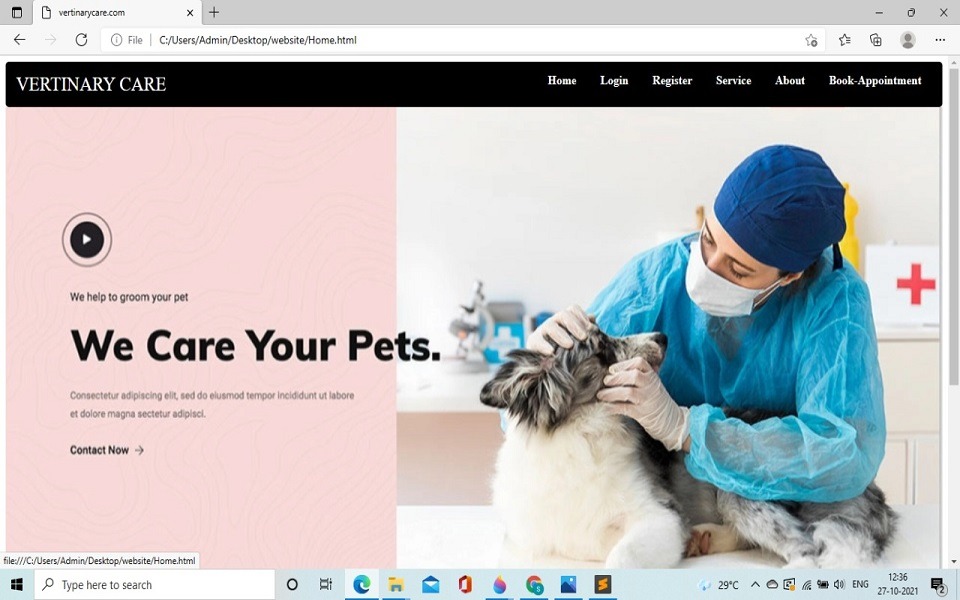 vertinarycare.com
File
C:/Users/Admin/Desktop/website/Home.html
VERTINARY CARE
Home Login Register Service About Book-Appointment
We help to groom your pet
We Care Your Pets.
Consectetur adipiscing elit, sed do eiusmod tempor incididunt ut labore
et dolore magna sectetur adipisci.
Contact Now →
file:///C:/Users/Admin/Desktop/website/Home.html
Type here to search
29°C
ENG
12:36
27-10-2021
2